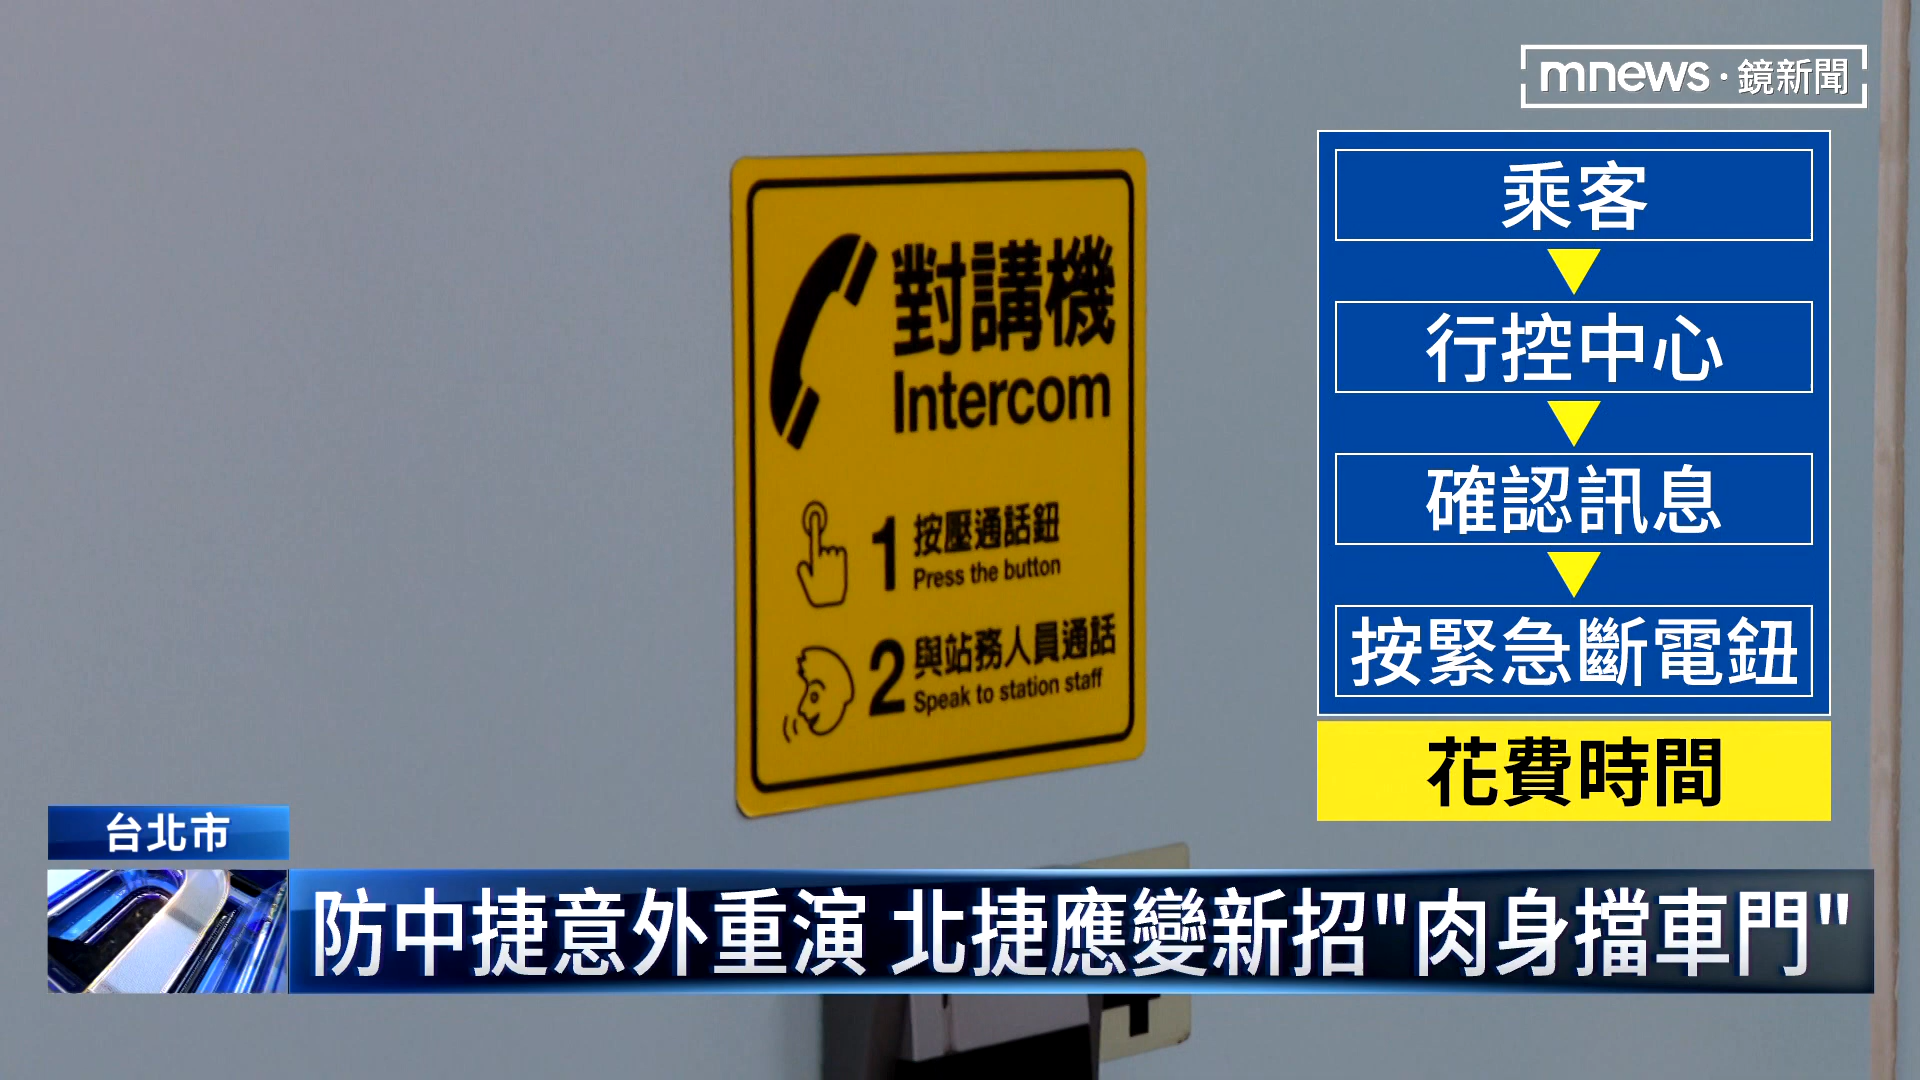 mnews·鏡新聞
乘客
行控中心
確認訊息
按緊急斷電鈕
花費時間
對講機
Intercom
1 按壓通話鈕
Press the button
2 與站務人員通話
Speak to station staff
台北市
防中捷意外重演 北捷應變新招"肉身擋車門"